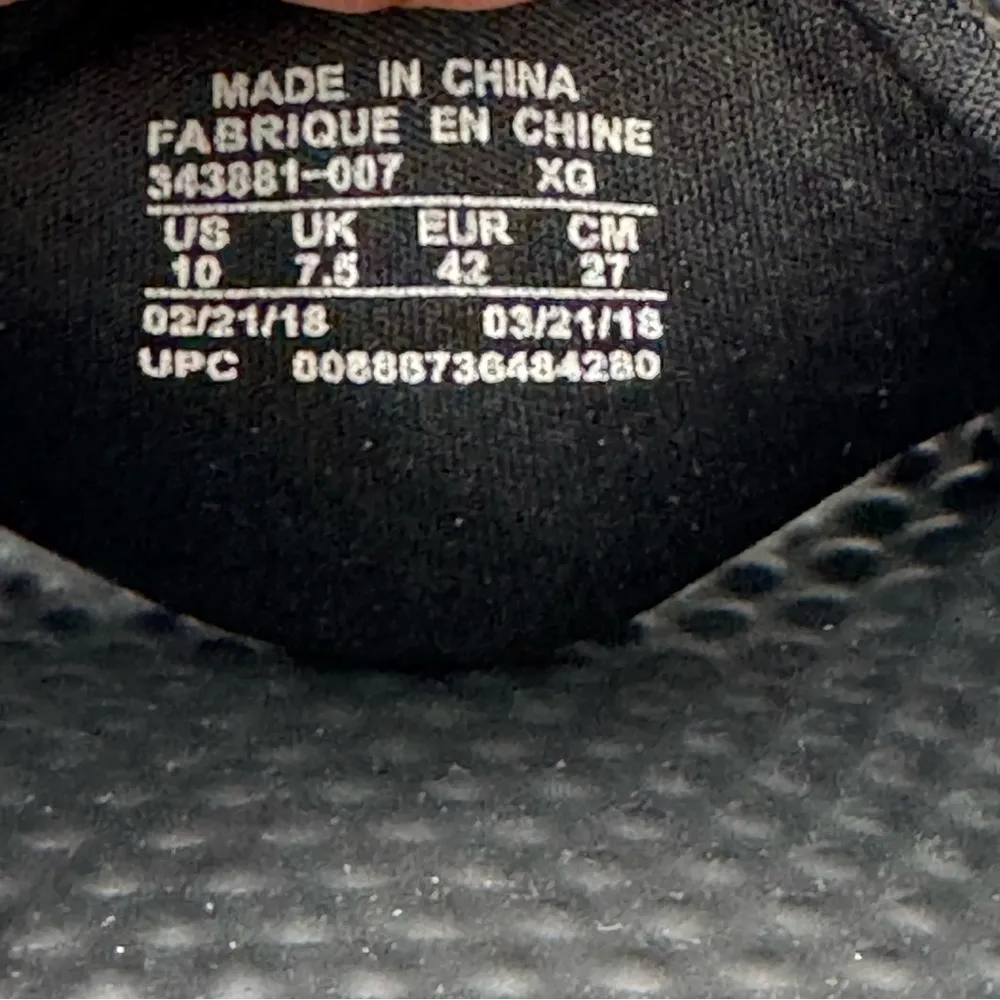 MADE IN CHINA
FABRIQUE EN CHINE
343881-007 XG
US UK EUR CM
10 7.5 42 27
02/21/18 03/21/18
UPC